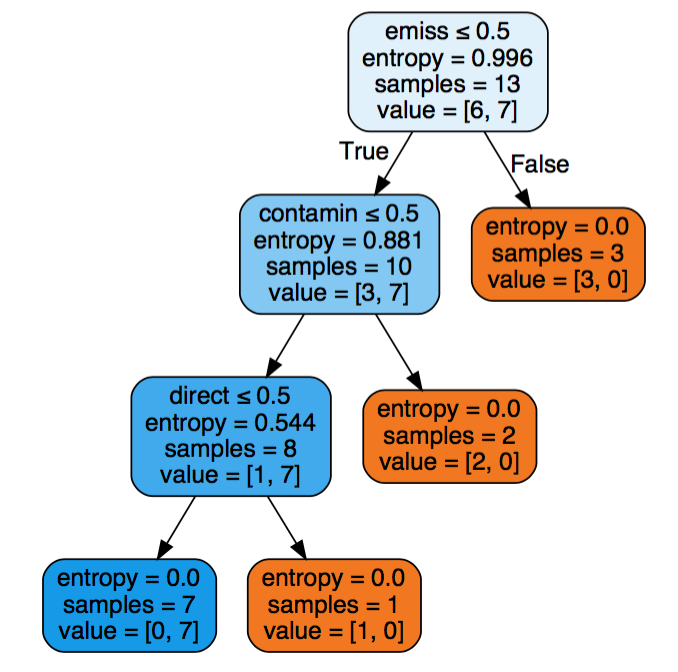 emiss ≤ 0.5
entropy = 0.996
samples = 13
value = [6, 7]
True
False
contamin ≤ 0.5
entropy = 0.881
samples = 10
value = [3, 7]
entropy = 0.0
samples = 3
value = [3, 0]
direct ≤ 0.5
entropy = 0.544
samples = 8
value = [1, 7]
entropy = 0.0
samples = 2
value = [2, 0]
entropy = 0.0
samples = 7
value = [0, 7]
entropy = 0.0
samples = 1
value = [1, 0]